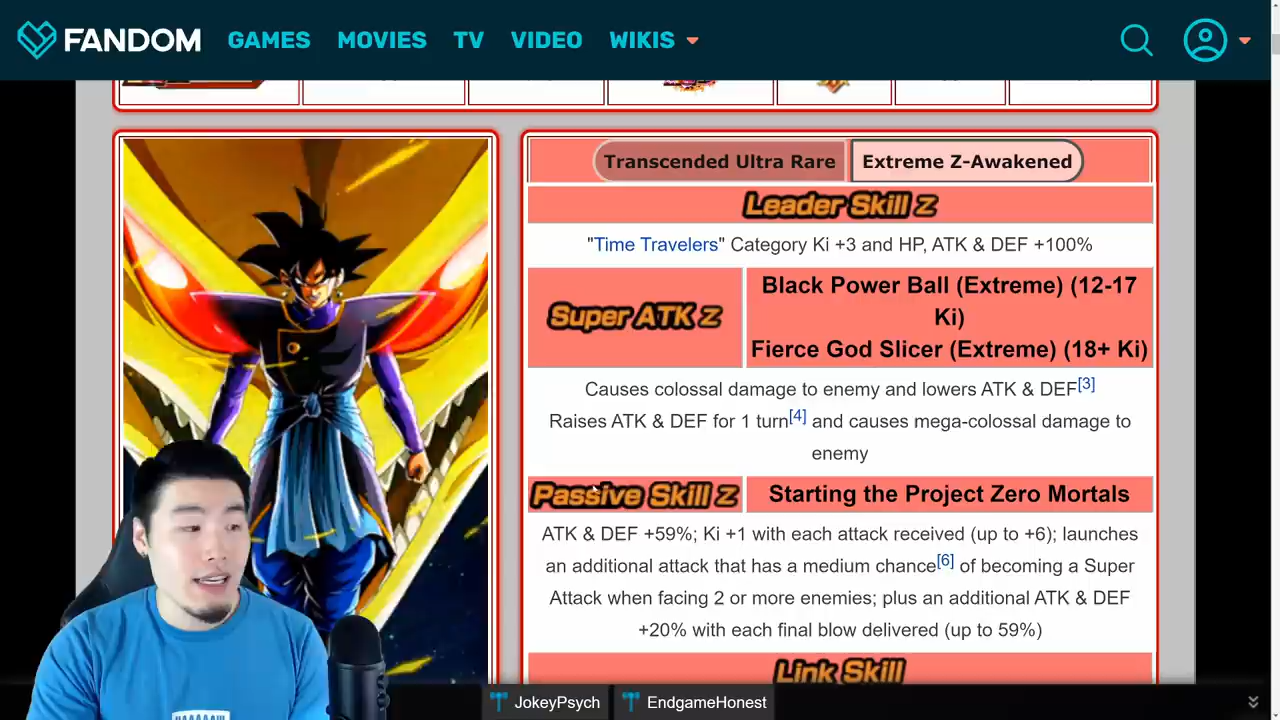 FANDOM GAMES MOVIES TV VIDEO WIKIS
Transcended Ultra Rare Extreme Z-Awakened
Leader Skill Z
"Time Travelers" Category Ki +3 and HP, ATK & DEF +100%
Super ATK Z
Black Power Ball (Extreme) (12-17
Ki)
Fierce God Slicer (Extreme) (18+ Ki)
Causes colossal damage to enemy and lowers ATK & DEF[3]
Raises ATK & DEF for 1 turn[4] and causes mega-colossal damage to
enemy
Passive Skill Z Starting the Project Zero Mortals
ATK & DEF +59%; Ki +1 with each attack received (up to +6); launches
an additional attack that has a medium chance[6] of becoming a Super
Attack when facing 2 or more enemies; plus an additional ATK & DEF
+20% with each final blow delivered (up to 59%)
Link Skill
JokeyPsych EndgameHonest